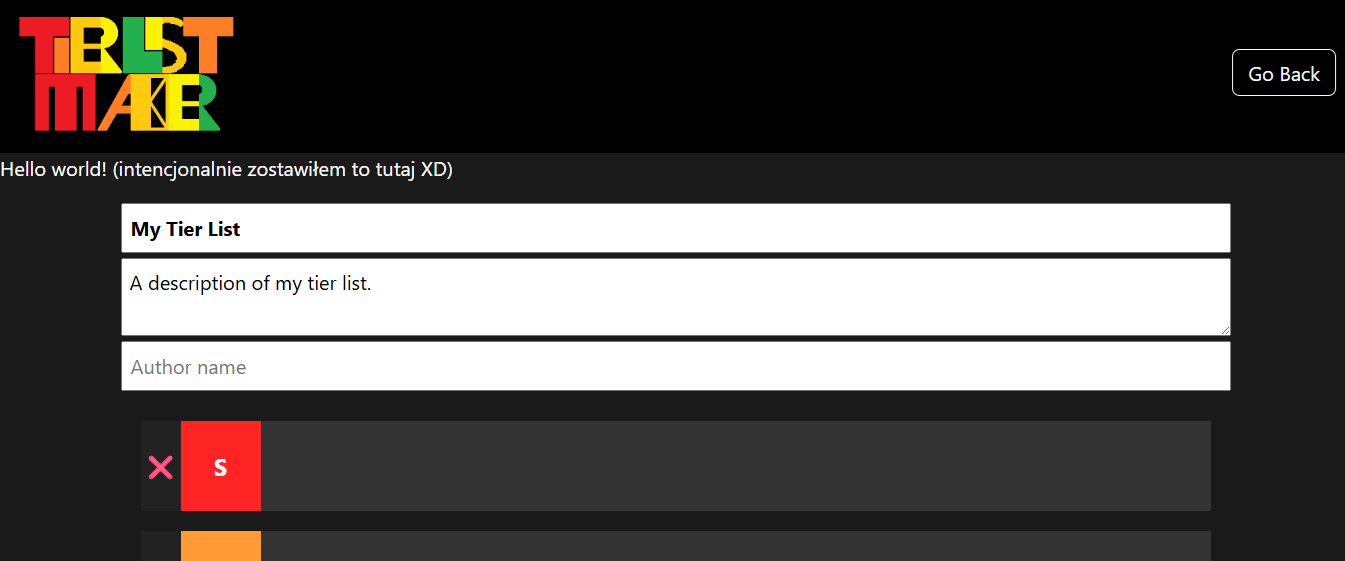 TiERLIST
MAKER
Go Back
Hello world! (intencjonalnie zostawiłem to tutaj XD)
My Tier List
A description of my tier list.
Author name
S